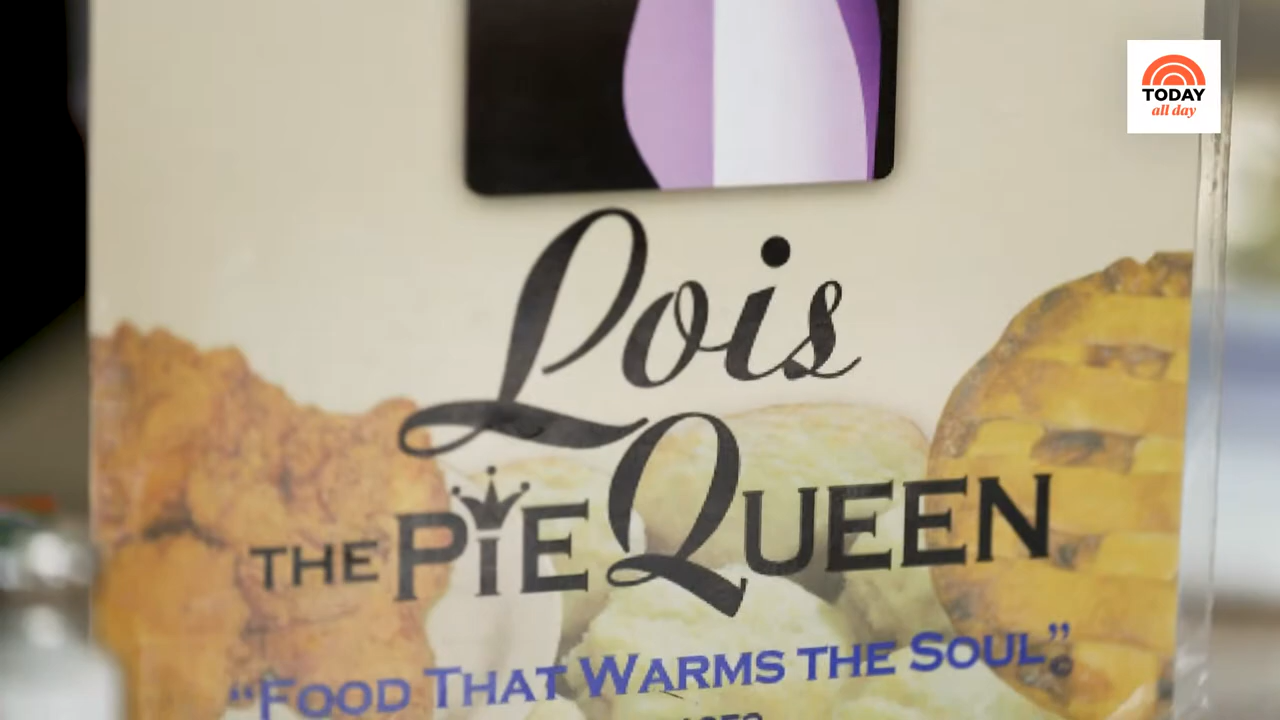 TODAY
all day
Lois
THE PIE QUEEN
“FOOD THAT WARMS THE SOUL”©